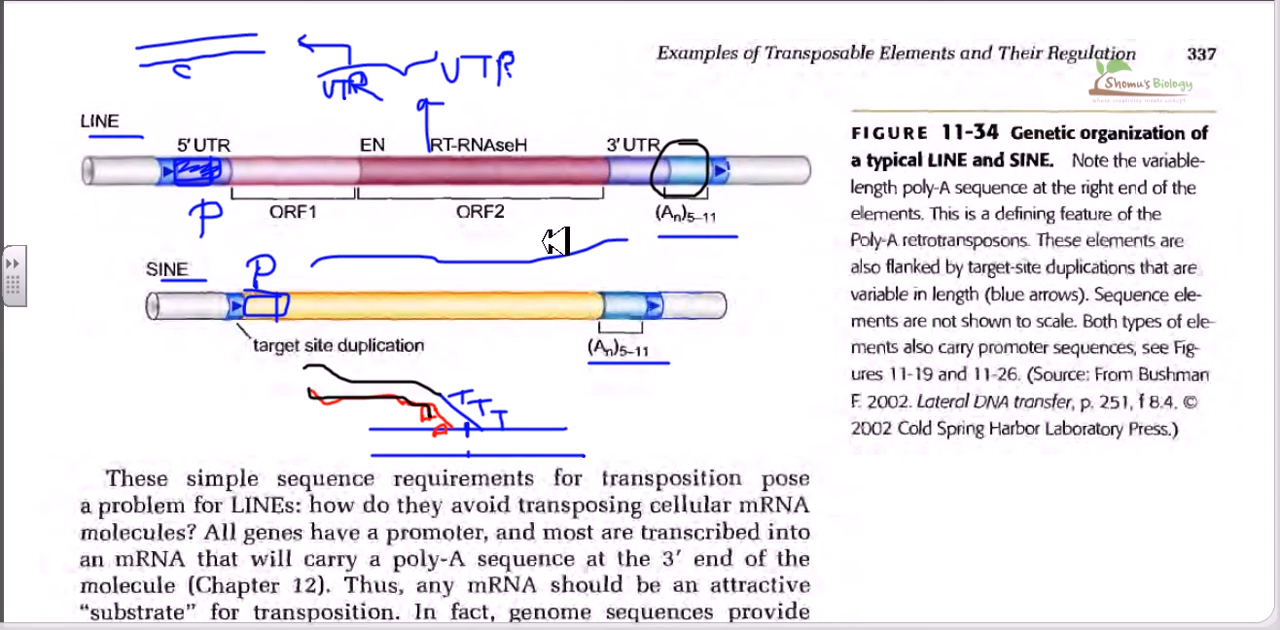 Examples of Transposable Elements and Their Regulation 337
Shomu's Biology
UTR
UTR
LINE
5' UTR EN RT-RNAseH 3' UTR
P
ORF1 ORF2 (An)5–11
SINE
P
target site duplication (An)5–11
T T T
FIGURE 11-34 Genetic organization of
a typical LINE and SINE. Note the variable-
length poly-A sequence at the right end of the
elements. This is a defining feature of the
Poly-A retrotransposons. These elements are
also flanked by target-site duplications that are
variable in length (blue arrows). Sequence ele-
ments are not shown to scale. Both types of ele-
ments also carry promoter sequences, see Fig-
ures 11-19 and 11-26. (Source: From Bushman
F. 2002. Lateral DNA transfer, p. 251, f 8.4. ©
2002 Cold Spring Harbor Laboratory Press.)
These simple sequence requirements for transposition pose
a problem for LINEs: how do they avoid transposing cellular mRNA
molecules? All genes have a promoter, and most are transcribed into
an mRNA that will carry a poly-A sequence at the 3′ end of the
molecule (Chapter 12). Thus, any mRNA should be an attractive
“substrate” for transposition. In fact, genome sequences provide